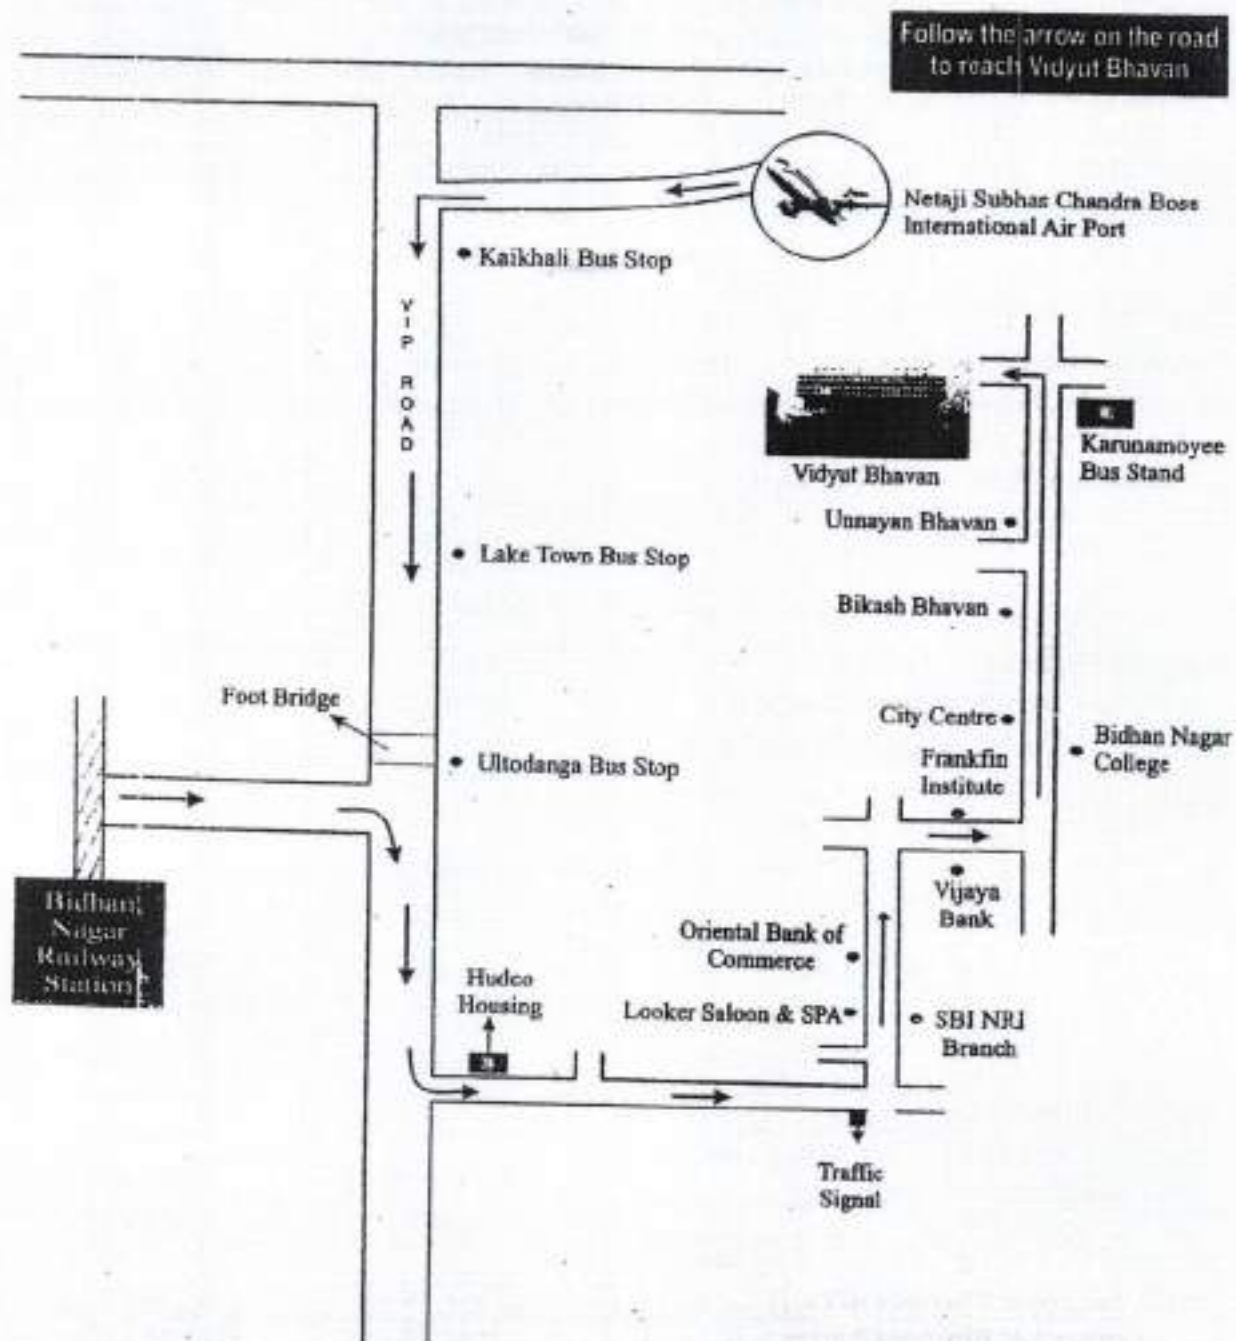 Follow the arrow on the road
to reach Vidyut Bhavan
Netaji Subhas Chandra Bose
International Air Port
Kaikhali Bus Stop
VIP ROAD
Karunamoyee
Bus Stand
Vidyut Bhavan
Unnayan Bhavan
Lake Town Bus Stop
Bikash Bhavan
Foot Bridge
City Centre
Bidhan Nagar
College
Ultodanga Bus Stop
Frankfin
Institute
Bidhan
Nagar
Railway
Station
Vijaya
Bank
Oriental Bank of
Commerce
Hudco
Housing
Looker Saloon & SPA
SBI NRI
Branch
Traffic
Signal